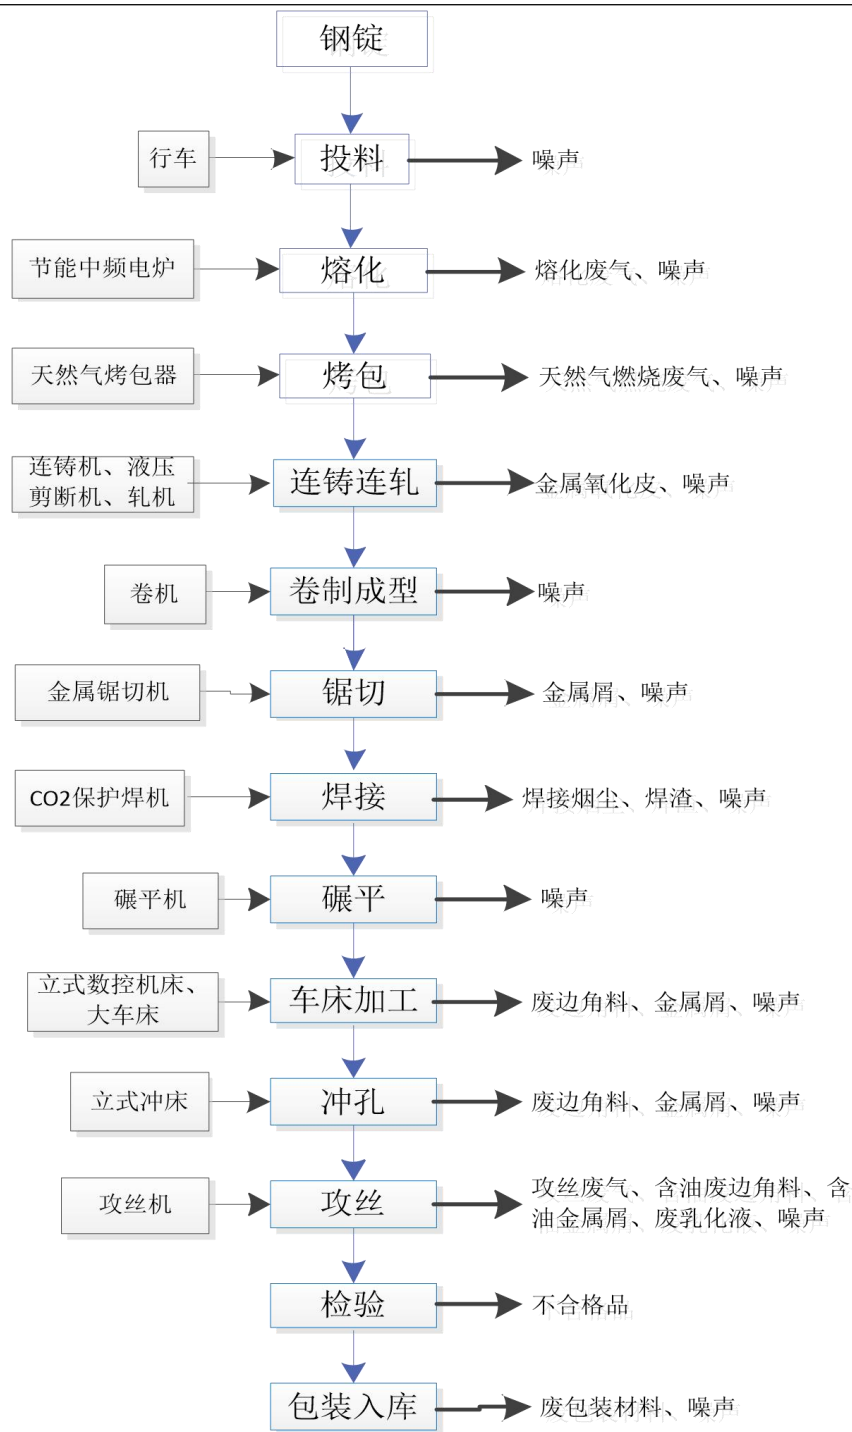 钢锭
行车
投料
噪声
节能中频电炉
熔化
熔化废气、噪声
天然气烤包器
烤包
天然气燃烧废气、噪声
连铸机、液压
剪断机、轧机
连铸连轧
金属氧化皮、噪声
卷机
卷制成型
噪声
金属锯切机
锯切
金属屑、噪声
CO2保护焊机
焊接
焊接烟尘、焊渣、噪声
碾平机
碾平
噪声
立式数控机床、
大车床
车床加工
废边角料、金属屑、噪声
立式冲床
冲孔
废边角料、金属屑、噪声
攻丝机
攻丝
攻丝废气、含油废边角料、含
油金属屑、废乳化液、噪声
检验
不合格品
包装入库
废包装材料、噪声